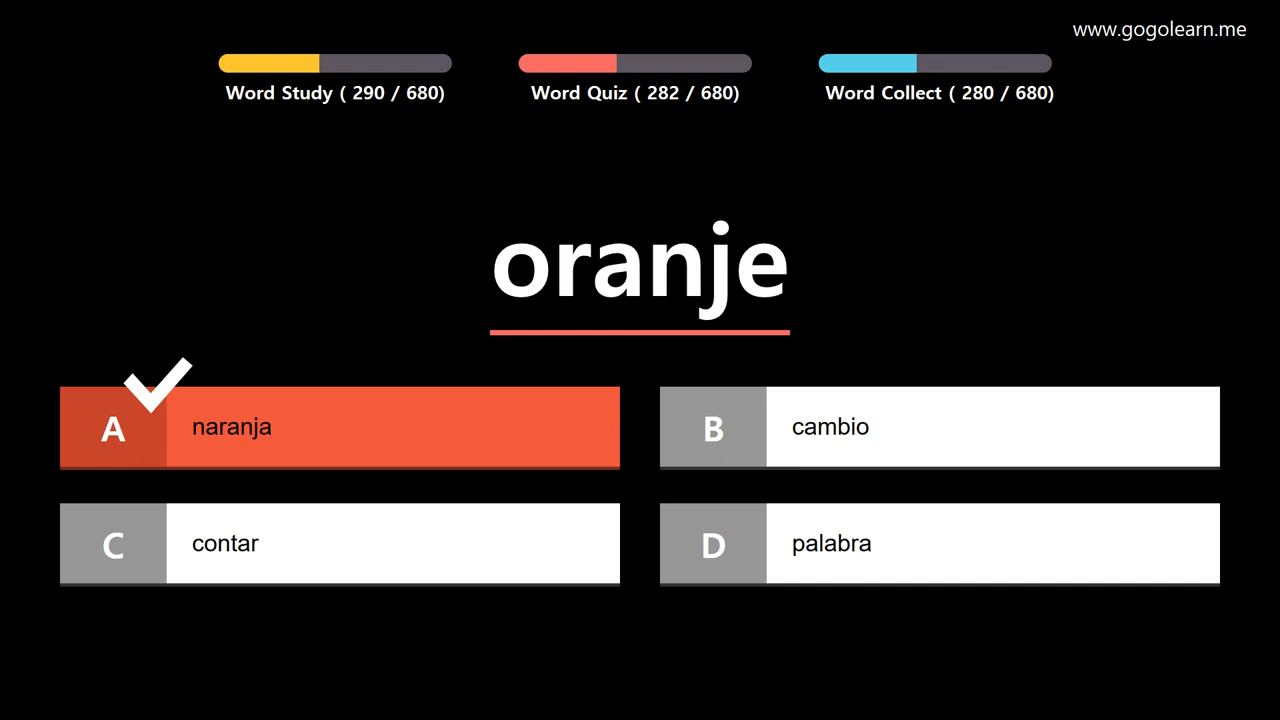 www.gogolearn.me
Word Study ( 290 / 680)
Word Quiz ( 282 / 680)
Word Collect ( 280 / 680)
oranje
A naranja
B cambio
C contar
D palabra